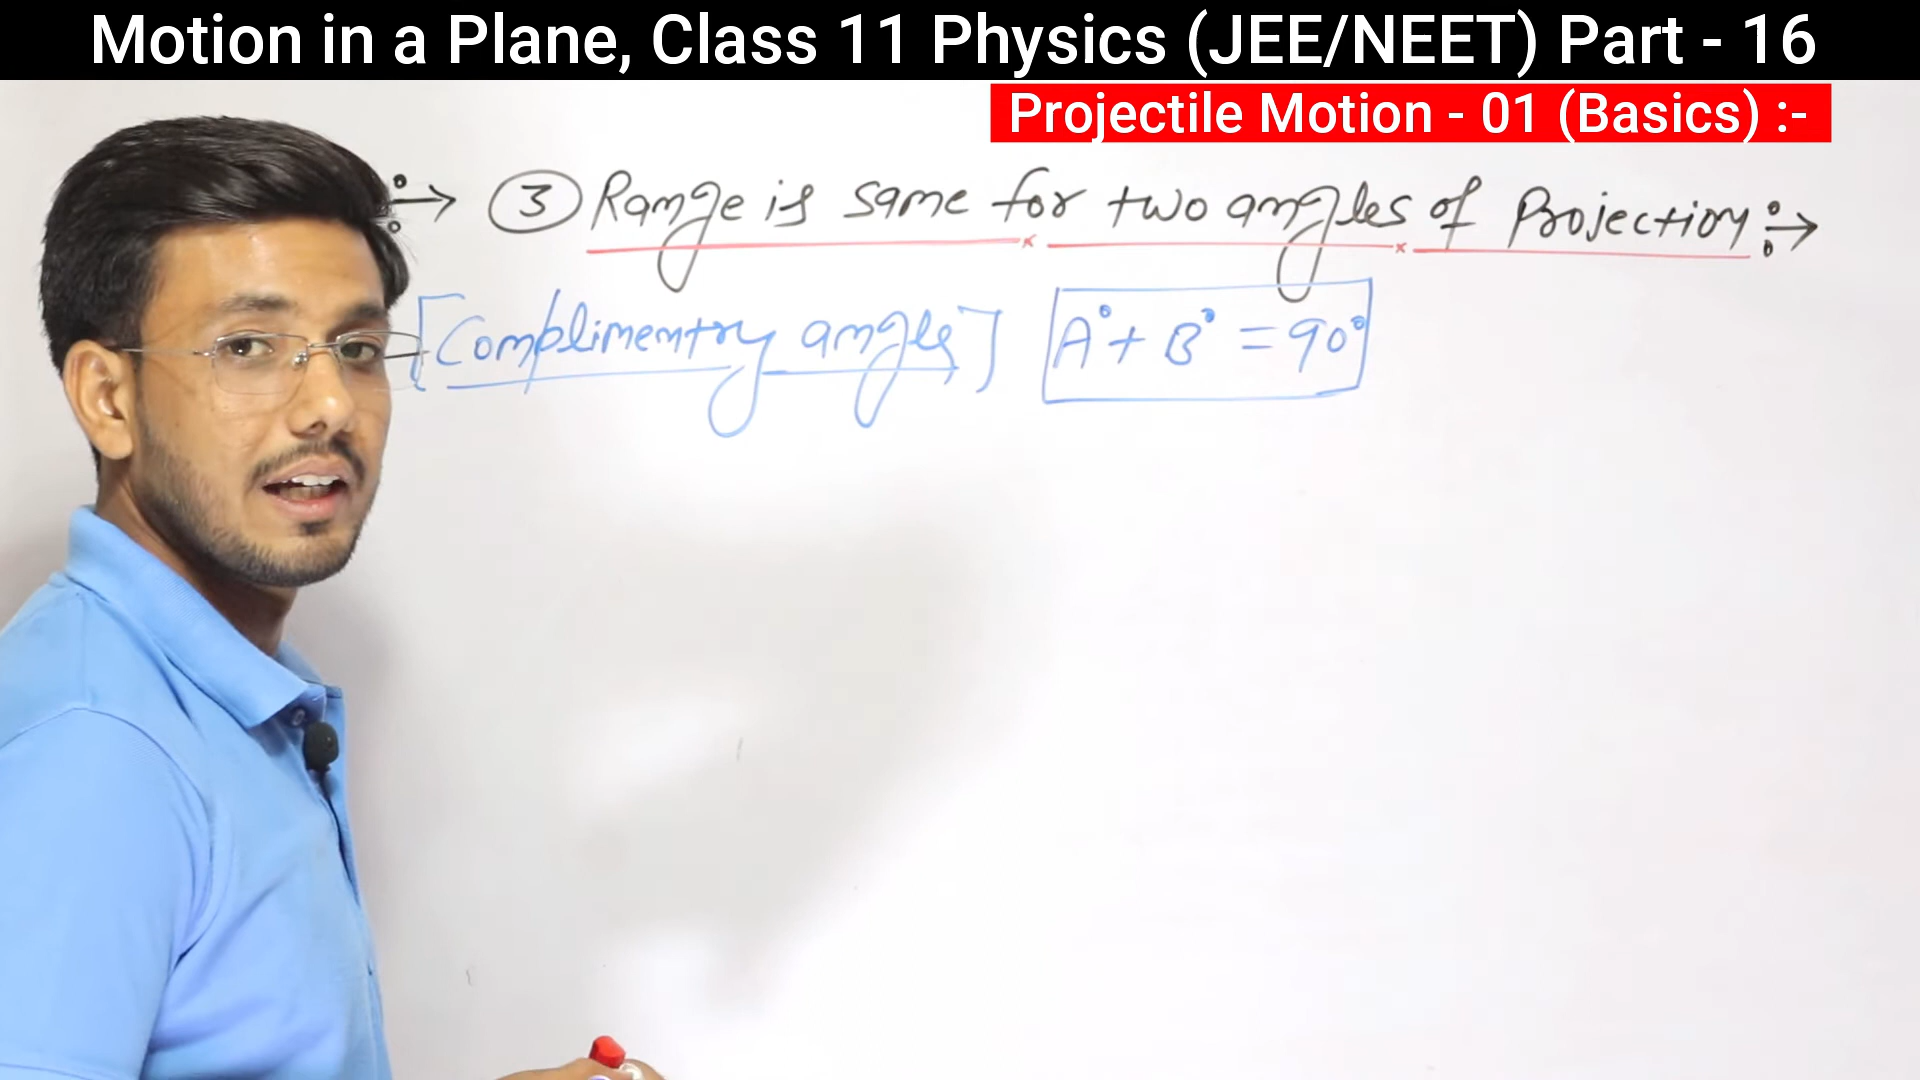 Motion in a Plane, Class 11 Physics (JEE/NEET) Part - 16
Projectile Motion - 01 (Basics) :-
③ Range is same for two angles of Projection
[Complimentry angles] A° + B° = 90°